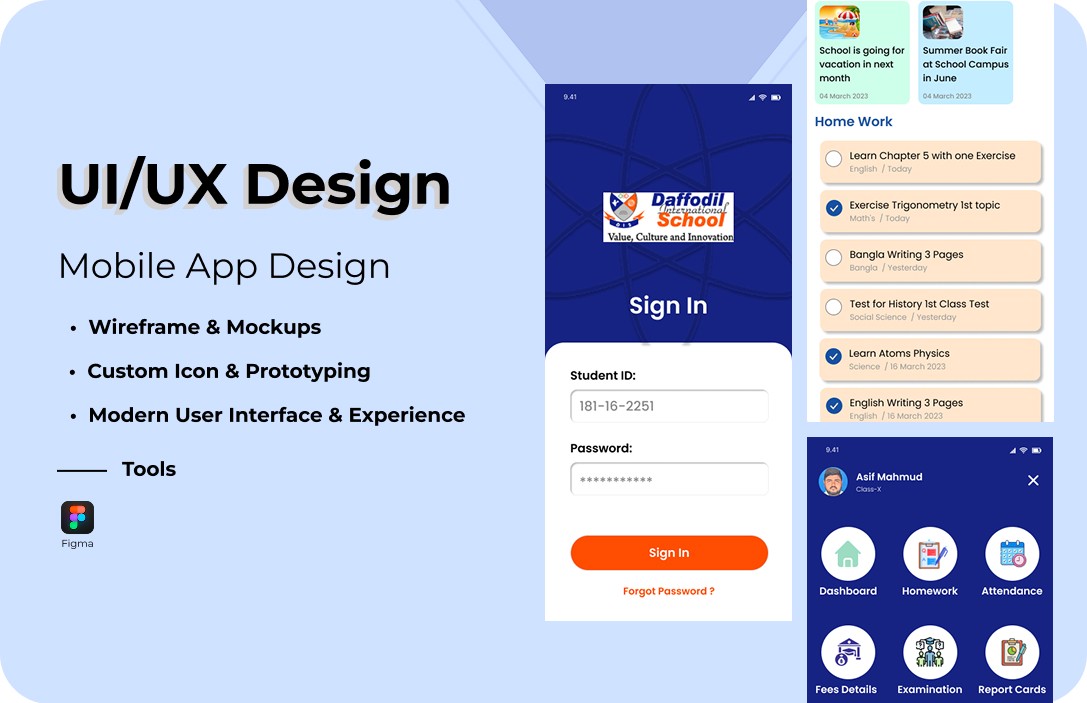 UI/UX Design
Mobile App Design
• Wireframe & Mockups
• Custom Icon & Prototyping
• Modern User Interface & Experience
Tools
Figma
9.41
Daffodil
International
School
DIS
Value, Culture and Innovation
Sign In
Student ID:
181-16-2251
Password:
***********
Sign In
Forgot Password ?
School is going for
vacation in next
month
04 March 2023
Summer Book Fair
at School Campus
in June
04 March 2023
Home Work
Learn Chapter 5 with one Exercise
English / Today
Exercise Trigonometry 1st topic
Math's / Today
Bangla Writing 3 Pages
Bangla / Yesterday
Test for History 1st Class Test
Social Science / Yesterday
Learn Atoms Physics
Science / 16 March 2023
English Writing 3 Pages
English / 16 March 2023
9.41
Asif Mahmud
Class-X
Dashboard
Homework
Attendance
Fees Details
Examination
Report Cards